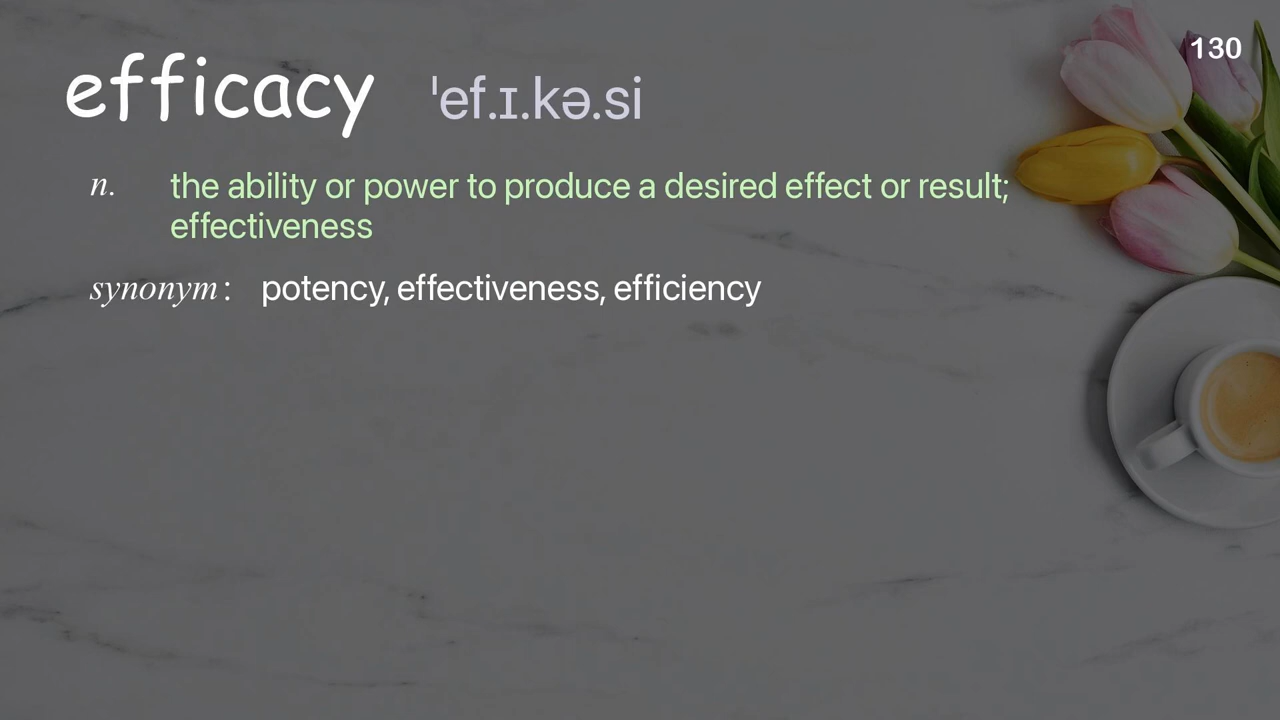 130
efficacy ˈef.ɪ.kə.si
n. the ability or power to produce a desired effect or result;
effectiveness
synonym: potency, effectiveness, efficiency